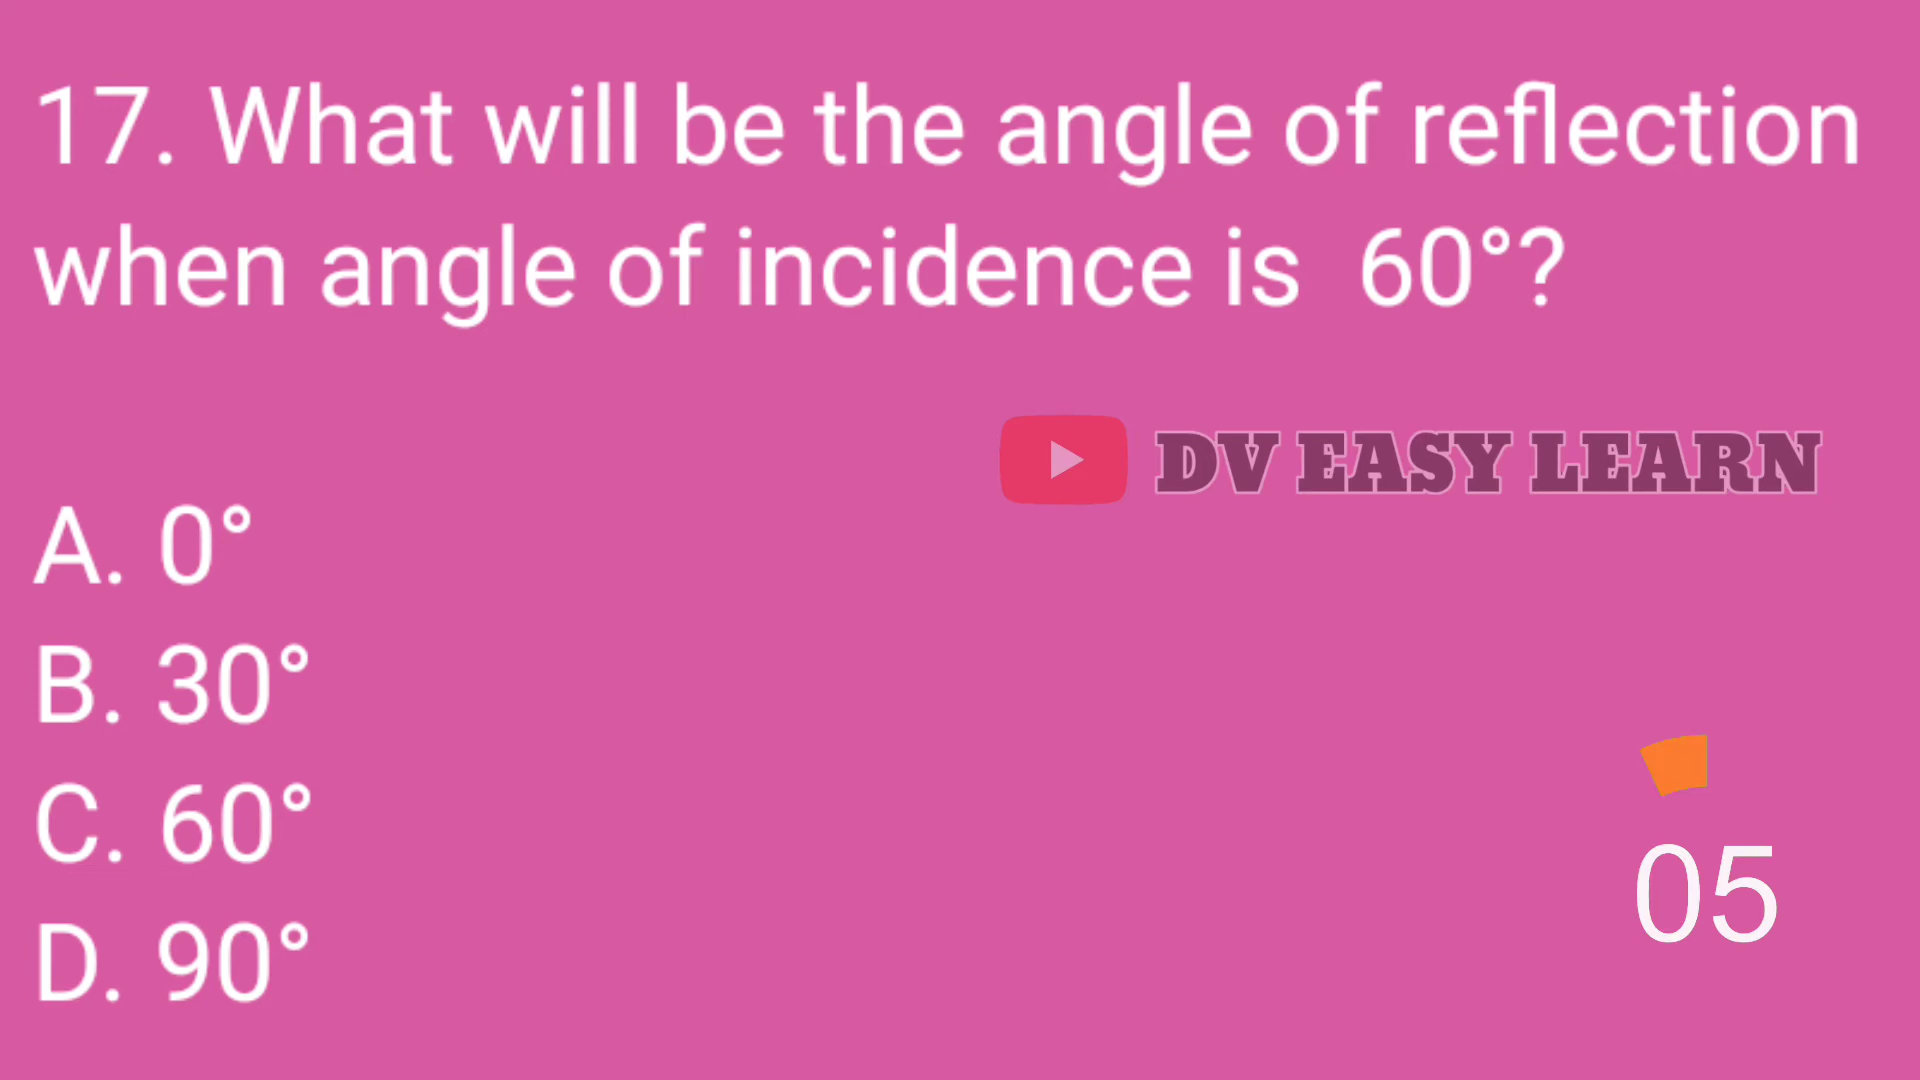 17. What will be the angle of reflection
when angle of incidence is  60°?
DV EASY LEARN
A. 0°
B. 30°
C. 60°
D. 90°
05